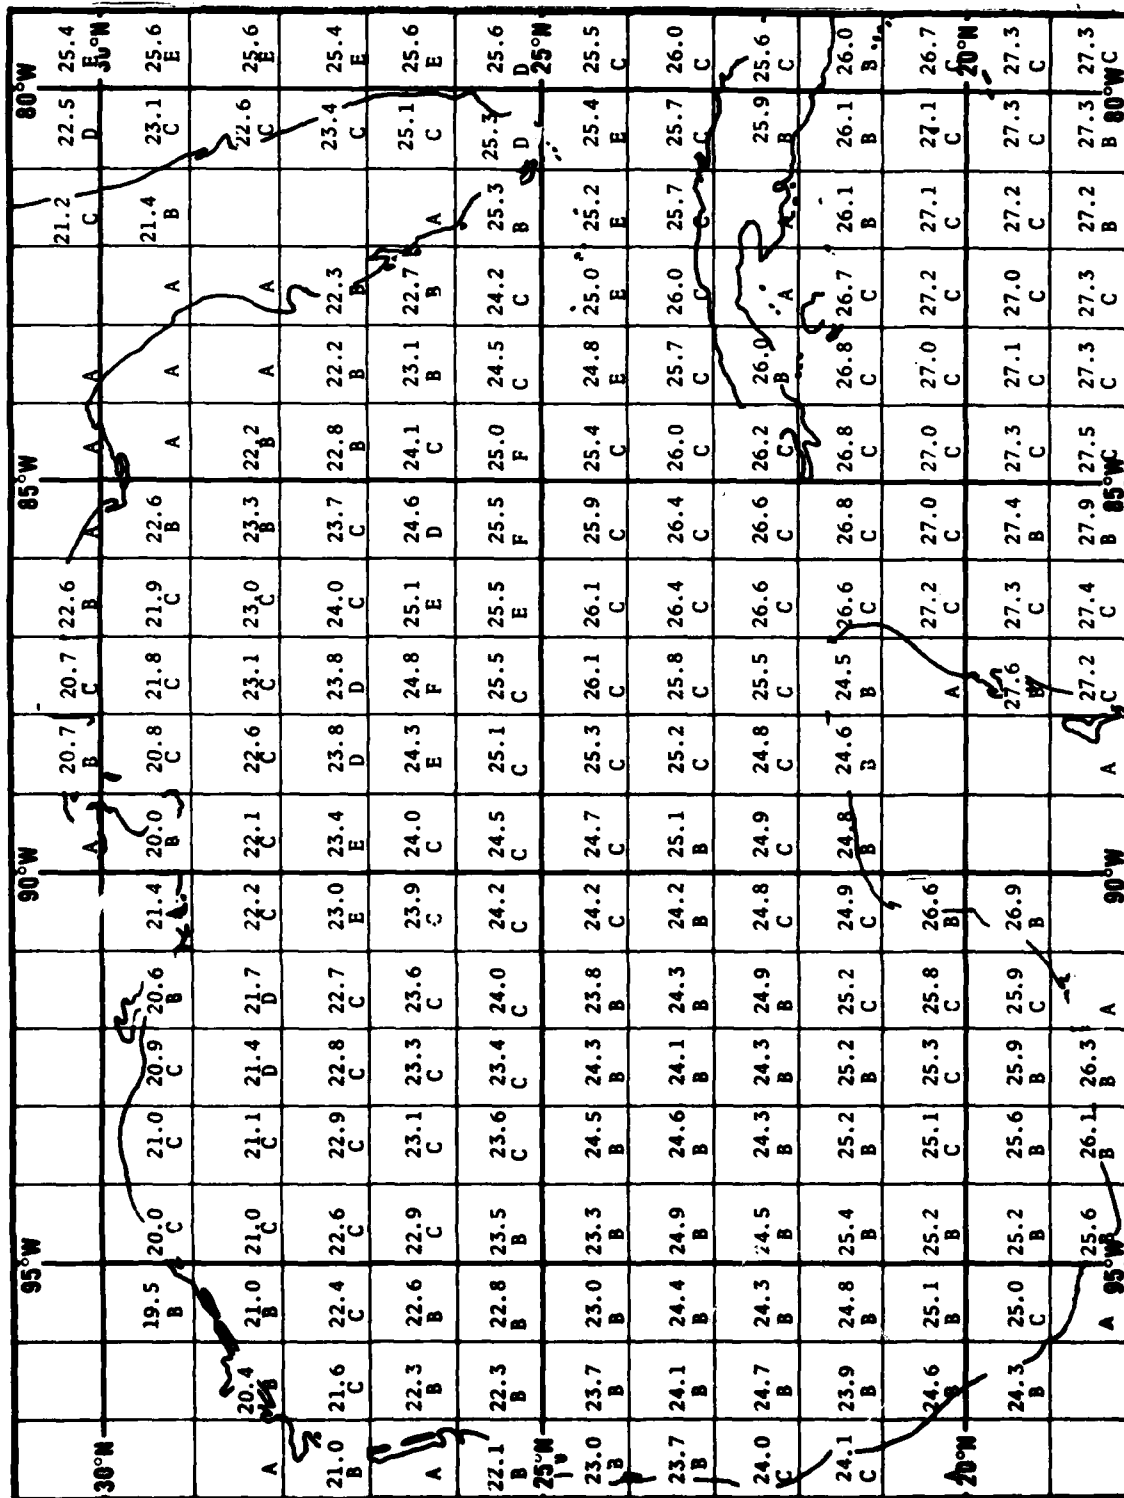 95°W 90°W 85°W 80°W
20.7 20.7 22.6 21.2 22.5 25.4
A B C B A A A C D E
30°N 30°N
19.5 20.0 21.0 20.9 20.6 21.4 20.0 20.8 21.8 21.9 22.6 21.4 23.1 25.6
B C C C B A B C C C B A A A B C E
20.4 21.0 21.0 21.1 21.4 21.7 22.2 22.1 22.6 23.1 23.0 23.3 22.2 22.6 25.6
A B B C C D D C C C C C B B A A C E
21.0 21.6 22.4 22.6 22.9 22.8 22.7 23.0 23.4 23.8 23.8 24.0 23.7 22.8 22.2 22.3 23.4 25.4
B C C C C C C E E D D C C B B B C E
22.3 22.6 22.9 23.1 23.3 23.6 23.9 24.0 24.3 24.8 25.1 24.6 24.1 23.1 22.7 25.1 25.6
A B B C C C C C C E F E D C B B A C E
22.1 22.3 22.8 23.5 23.6 23.4 24.0 24.2 24.5 25.1 25.5 25.5 25.5 25.0 24.5 24.2 25.3 25.3 25.6
B B B B C C C C C C C E F F C C B D D
25°N 25°N
23.0 23.7 23.0 23.3 24.5 24.3 23.8 24.2 24.7 25.3 26.1 26.1 25.9 25.4 24.8 25.0 25.2 25.4 25.5
B B B B B B B C C C C C C C E E E E C
23.7 24.1 24.4 24.9 24.6 24.1 24.3 24.2 25.1 25.2 25.8 26.4 26.4 26.0 25.7 26.0 25.7 25.7 26.0
B B B B B B B B B C C C C C C C C C C
24.0 24.7 24.3 24.5 24.3 24.3 24.9 24.8 24.9 24.8 25.5 26.6 26.6 26.2 26.0 25.9 25.6
C B B B B B B C C C C C C C B A A B C
24.1 23.9 24.8 25.4 25.2 25.2 25.2 24.9 24.8 24.6 24.5 26.6 26.8 26.8 26.8 26.7 26.1 26.1 26.0
C B B B B B C C B B B C C C C C B B B
24.6 25.1 25.2 25.1 25.3 25.8 26.6 27.2 27.0 27.0 27.0 27.2 27.1 27.1 26.7
A B B B C C C B A C C C C C C C C
20°N 20°N
24.3 25.0 25.2 25.6 25.9 25.9 26.9 27.6 27.3 27.4 27.3 27.1 27.0 27.2 27.3 27.3
B C B B B C B B C B C C C C C C
25.6 26.1 26.3 27.2 27.4 27.9 27.5 27.3 27.3 27.2 27.3 27.3
A B B B A A C C B C C C B B C
95°W 90°W 85°W 80°W